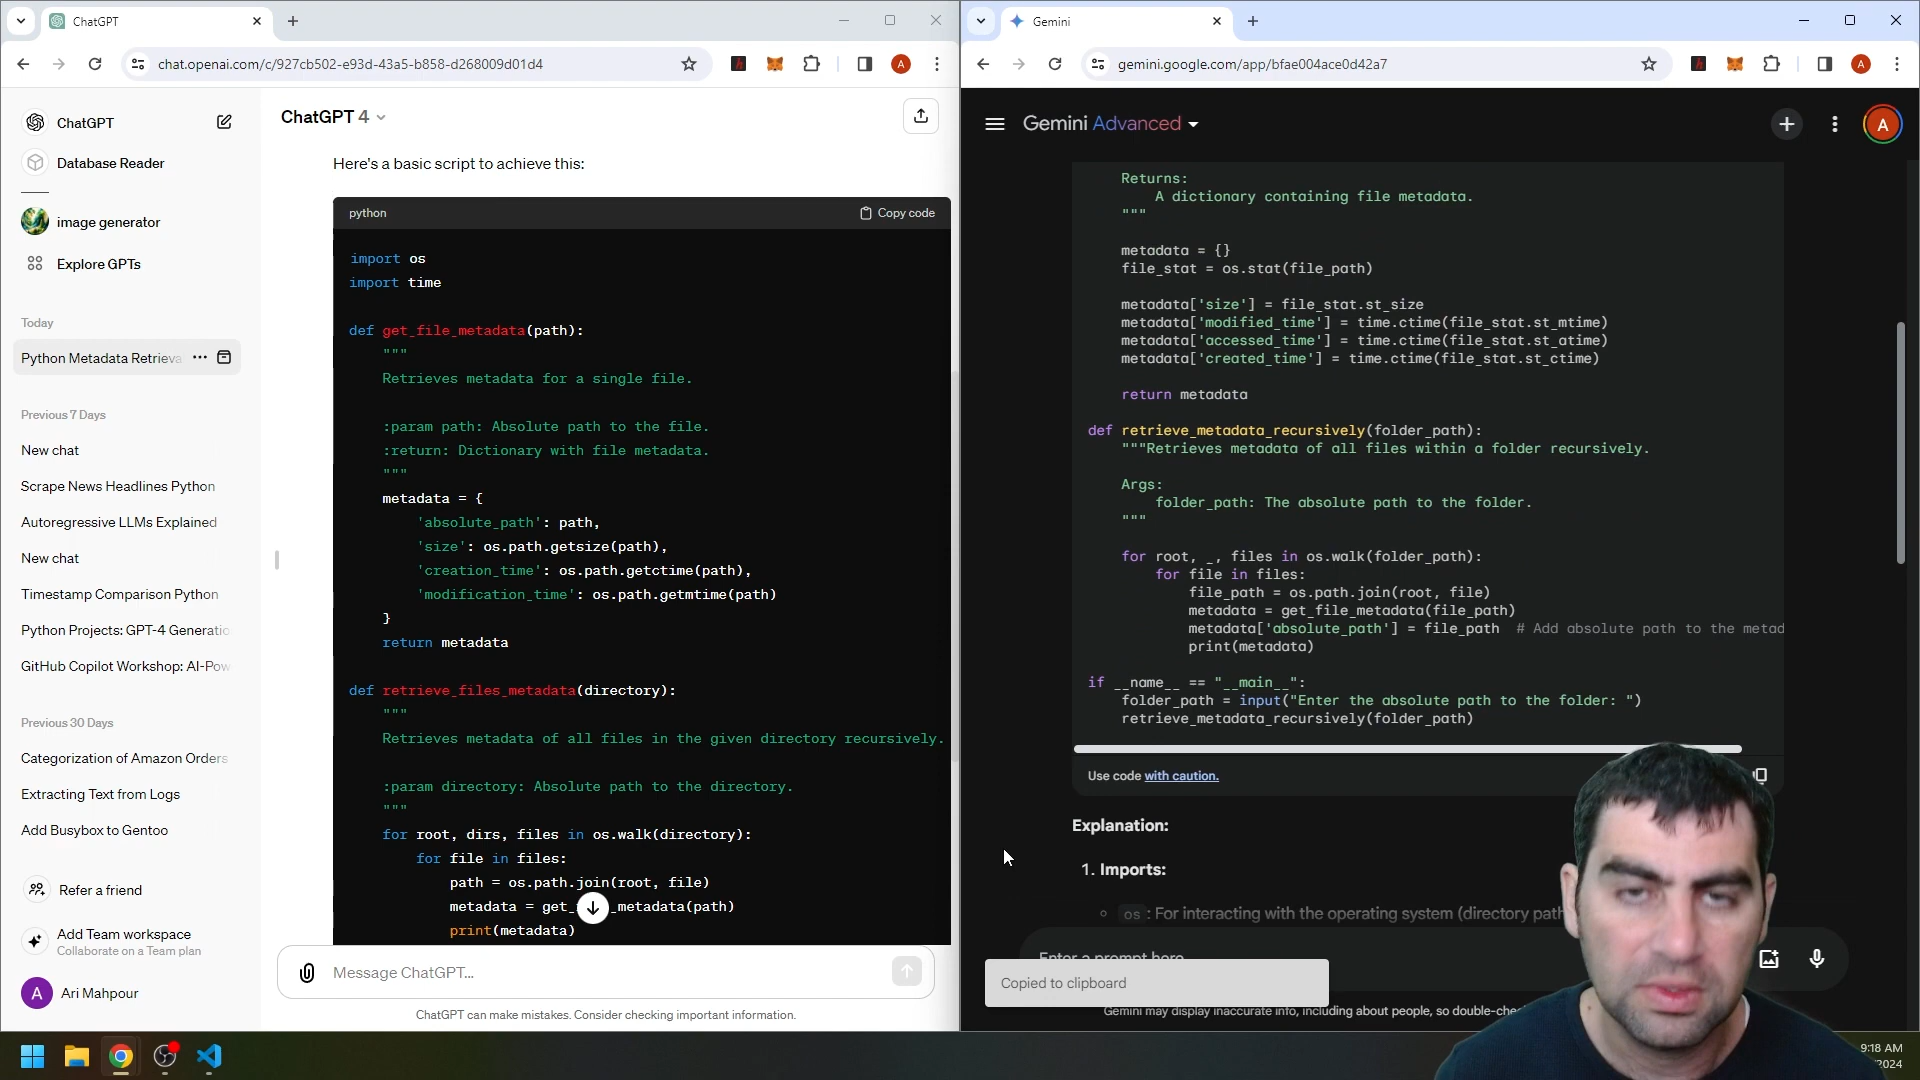 ChatGPT
chat.openai.com/c/927cb502-e93d-43a5-b858-d268009d01d4
A
ChatGPT
Database Reader
image generator
Explore GPTs
Today
Python Metadata Retrieva
Previous 7 Days
New chat
Scrape News Headlines Python
Autoregressive LLMs Explained
New chat
Timestamp Comparison Python
Python Projects: GPT-4 Generatio
GitHub Copilot Workshop: AI-Pow
Previous 30 Days
Categorization of Amazon Orders
Extracting Text from Logs
Add Busybox to Gentoo
Refer a friend
Add Team workspace
Collaborate on a Team plan
A Ari Mahpour
ChatGPT 4
Here's a basic script to achieve this:
python Copy code
import os
import time
def get_file_metadata(path):
"""
Retrieves metadata for a single file.
:param path: Absolute path to the file.
:return: Dictionary with file metadata.
"""
metadata = {
'absolute_path': path,
'size': os.path.getsize(path),
'creation_time': os.path.getctime(path),
'modification_time': os.path.getmtime(path)
}
return metadata
def retrieve_files_metadata(directory):
"""
Retrieves metadata of all files in the given directory recursively.
:param directory: Absolute path to the directory.
"""
for root, dirs, files in os.walk(directory):
for file in files:
path = os.path.join(root, file)
metadata = get_ _metadata(path)
print(metadata)
Message ChatGPT...
ChatGPT can make mistakes. Consider checking important information.
Gemini
gemini.google.com/app/bfae004ace0d42a7
A
Gemini Advanced
A
Returns:
A dictionary containing file metadata.
"""
metadata = {}
file_stat = os.stat(file_path)
metadata['size'] = file_stat.st_size
metadata['modified_time'] = time.ctime(file_stat.st_mtime)
metadata['accessed_time'] = time.ctime(file_stat.st_atime)
metadata['created_time'] = time.ctime(file_stat.st_ctime)
return metadata
def retrieve_metadata_recursively(folder_path):
"""Retrieves metadata of all files within a folder recursively.
Args:
folder_path: The absolute path to the folder.
"""
for root, _, files in os.walk(folder_path):
for file in files:
file_path = os.path.join(root, file)
metadata = get_file_metadata(file_path)
metadata['absolute_path'] = file_path # Add absolute path to the metad
print(metadata)
if __name__ == "__main__":
folder_path = input("Enter the absolute path to the folder: ")
retrieve_metadata_recursively(folder_path)
Use code with caution.
Explanation:
1. Imports:
os: For interacting with the operating system (directory path
Enter a prompt here
Copied to clipboard
Gemini may display inaccurate info, including about people, so double-chec
9:18 AM
2024